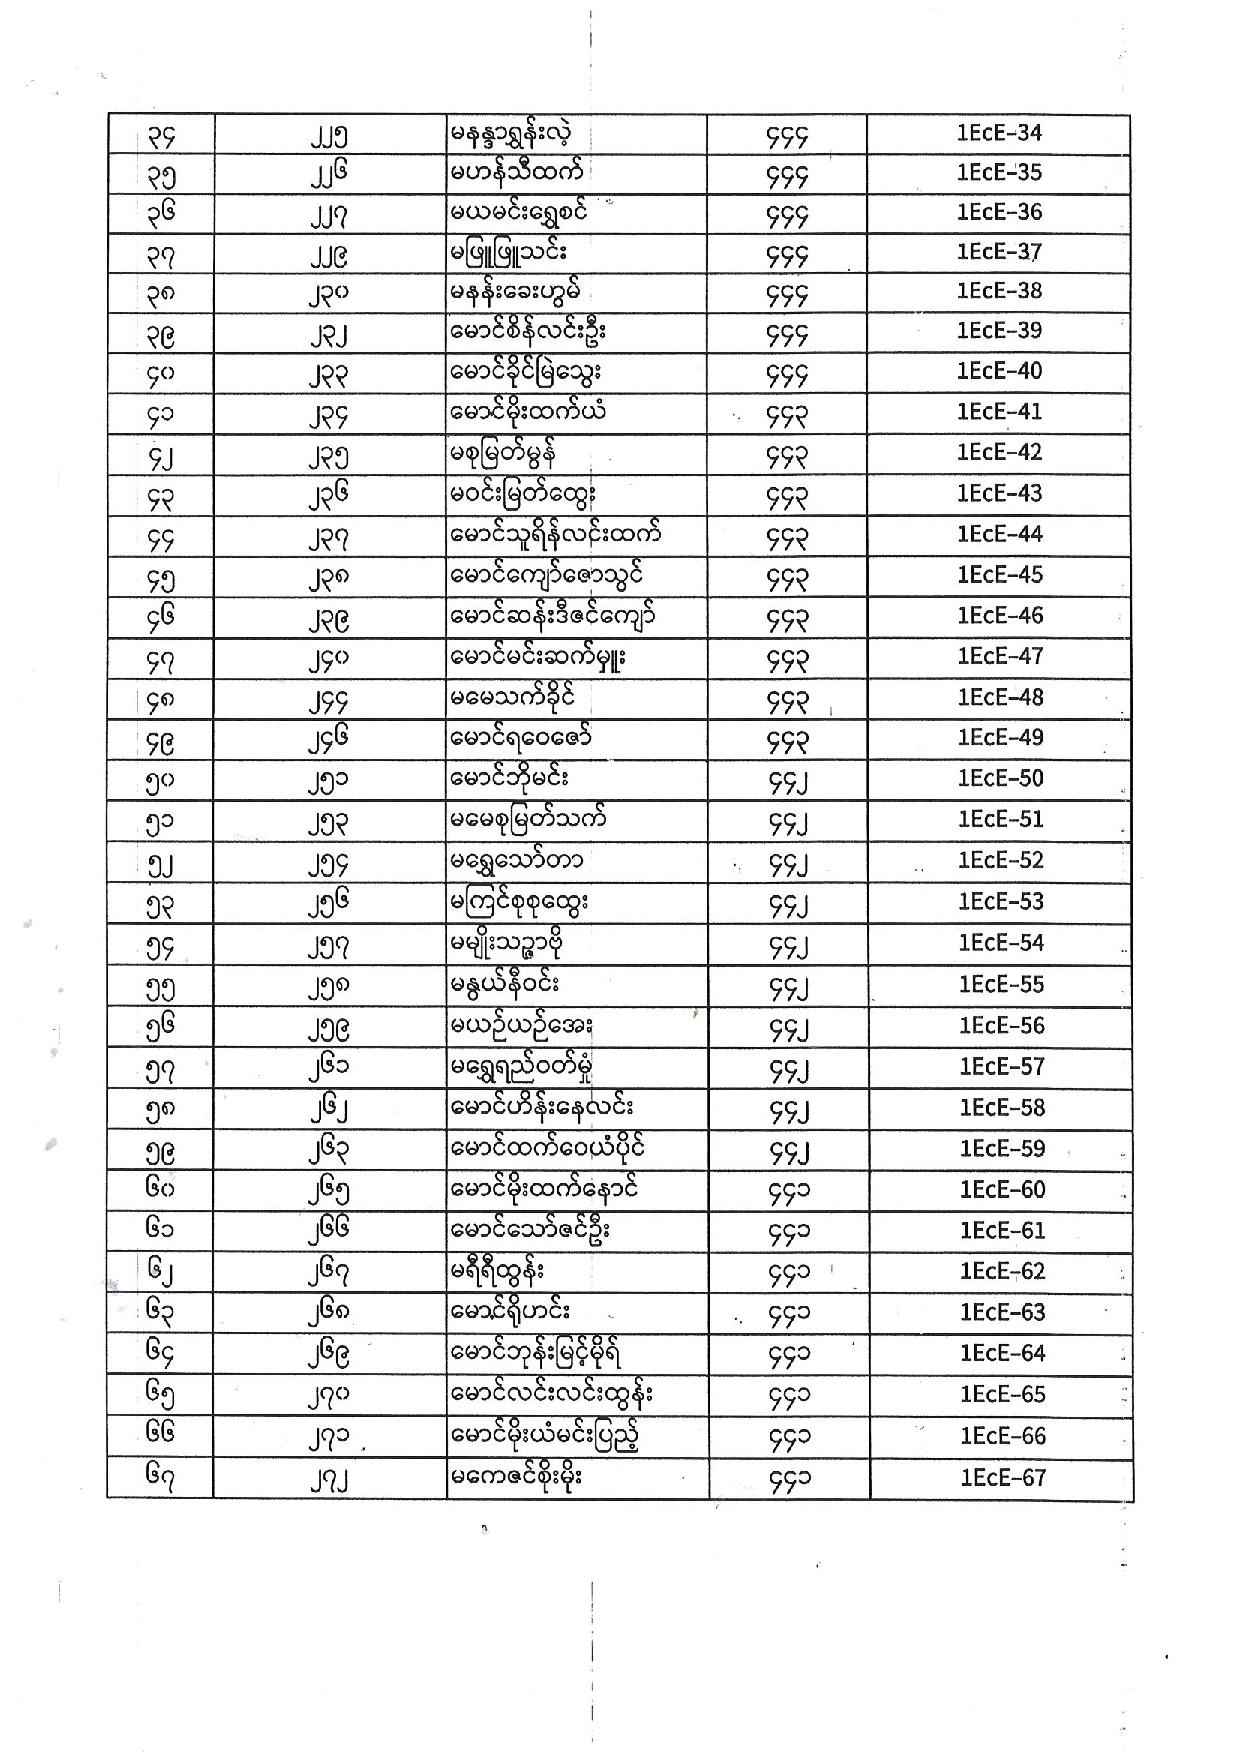 ၃၄ ၂၂၅ မနန္ဒာရွှန်းလဲ့ ၄၄၄ 1EcE-34
၃၅ ၂၂၆ မဟန်သီထက် ၄၄၄ 1EcE-35
၃၆ ၂၂၇ မယမင်းရွှေစင် ၄၄၄ 1EcE-36
၃၇ ၂၂၉ မဖြူဖြူသင်း ၄၄၄ 1EcE-37
၃၈ ၂၃၀ မနန်းခေးဟွမ် ၄၄၄ 1EcE-38
၃၉ ၂၃၂ မောင်စိန်လင်းဦး ၄၄၄ 1EcE-39
၄၀ ၂၃၃ မောင်ခိုင်မြဲသွေး ၄၄၄ 1EcE-40
၄၁ ၂၃၄ မောင်မိုးထက်ယံ ၄၄၃ 1EcE-41
၄၂ ၂၃၅ မစုမြတ်မွန် ၄၄၃ 1EcE-42
၄၃ ၂၃၆ မဝင်းမြတ်ထွေး ၄၄၃ 1EcE-43
၄၄ ၂၃၇ မောင်သူရိန်လင်းထက် ၄၄၃ 1EcE-44
၄၅ ၂၃၈ မောင်ကျော်ဇောသွင် ၄၄၃ 1EcE-45
၄၆ ၂၃၉ မောင်ဆန်းဒီဇင်ကျော် ၄၄၃ 1EcE-46
၄၇ ၂၄၀ မောင်မင်းဆက်မှူး ၄၄၃ 1EcE-47
၄၈ ၂၄၄ မမေသက်ခိုင် ၄၄၃ 1EcE-48
၄၉ ၂၄၆ မောင်ရဝေဇော် ၄၄၃ 1EcE-49
၅၀ ၂၅၁ မောင်ဘိုမင်း ၄၄၂ 1EcE-50
၅၁ ၂၅၃ မမေစုမြတ်သက် ၄၄၂ 1EcE-51
၅၂ ၂၅၄ မရွှေသော်တာ ၄၄၂ 1EcE-52
၅၃ ၂၅၆ မကြင်စုစုထွေး ၄၄၂ 1EcE-53
၅၄ ၂၅၇ မမျိုးသဉ္ဇာဗို ၄၄၂ 1EcE-54
၅၅ ၂၅၈ မနွယ်နီဝင်း ၄၄၂ 1EcE-55
၅၆ ၂၅၉ မယဉ်ယဉ်အေး ၄၄၂ 1EcE-56
၅၇ ၂၆၁ မရွှေရည်ဝတ်မှုံ ၄၄၂ 1EcE-57
၅၈ ၂၆၂ မောင်ဟိန်းနေလင်း ၄၄၂ 1EcE-58
၅၉ ၂၆၃ မောင်ထက်ဝေယံပိုင် ၄၄၂ 1EcE-59
၆၀ ၂၆၅ မောင်မိုးထက်နောင် ၄၄၁ 1EcE-60
၆၁ ၂၆၆ မောင်သော်ဇင်ဦး ၄၄၁ 1EcE-61
၆၂ ၂၆၇ မရီရီထွန်း ၄၄၁ 1EcE-62
၆၃ ၂၆၈ မောင်ရိုဟင်း ၄၄၁ 1EcE-63
၆၄ ၂၆၉ မောင်ဘုန်းမြင့်မိုရ် ၄၄၁ 1EcE-64
၆၅ ၂၇၀ မောင်လင်းလင်းထွန်း ၄၄၁ 1EcE-65
၆၆ ၂၇၁ မောင်မိုးယံမင်းပြည့် ၄၄၁ 1EcE-66
၆၇ ၂၇၂ မကေဇင်စိုးမိုး ၄၄၁ 1EcE-67